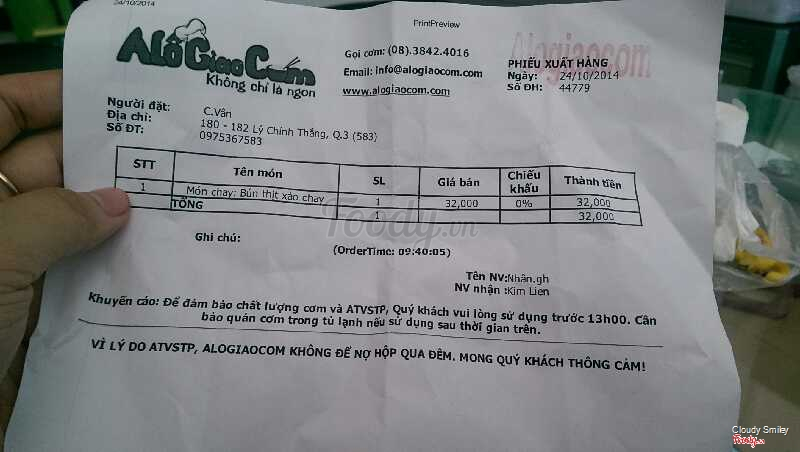 24/10/2014
PrintPreview
Alô Giao Cơm
Không chỉ là ngon
Gọi cơm: (08).3842.4016
Email: info@alogiaocom.com
www.alogiaocom.com
Alogiaocom
PHIẾU XUẤT HÀNG
Ngày: 24/10/2014
Số ĐH: 44779
Người đặt: C.Vân
Địa chỉ: 180 - 182 Lý Chính Thắng, Q.3 (583)
Số ĐT: 0975367583
STT Tên món SL Giá bán Chiếu khấu Thành tiền
1 Món chay: Bún thịt xào chay 1 32,000 0% 32,000
TỔNG 1 32,000
Foody.vn
Ghi chú:
(OrderTime: 09:40:05)
Tên NV:Nhân.gh
NV nhận :Kim Lien
Khuyến cáo: Để đảm bảo chất lượng cơm và ATVSTP, Quý khách vui lòng sử dụng trước 13h00. Cần
bảo quản cơm trong tủ lạnh nếu sử dụng sau thời gian trên.
VÌ LÝ DO ATVSTP, ALOGIAOCOM KHÔNG ĐỂ NỢ HỘP QUA ĐÊM. MONG QUÝ KHÁCH THÔNG CẢM!
Cloudy Smiley
Foody.vn